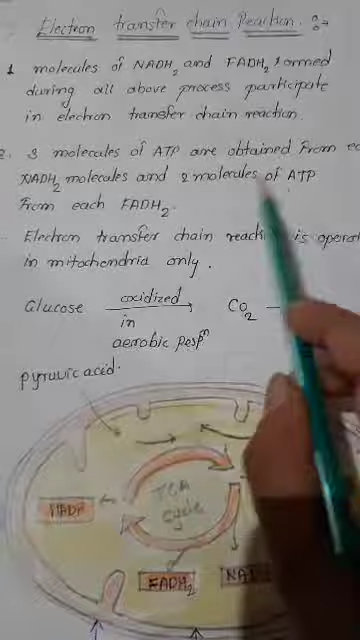 Electron transfer chain Reaction :-
1 molecules of NADH2 and FADH2 formed
during all above process participate
in electron transfer chain reaction.
2. 3 molecules of ATP are obtained from
NADH2 molecules and 2 molecules of ATP
from each FADH2.
Electron transfer chain is
in mitochondria only.
Glucose oxidized CO2
in
aerobic respn
pyruvic acid.
TCA
cycle
FADH2